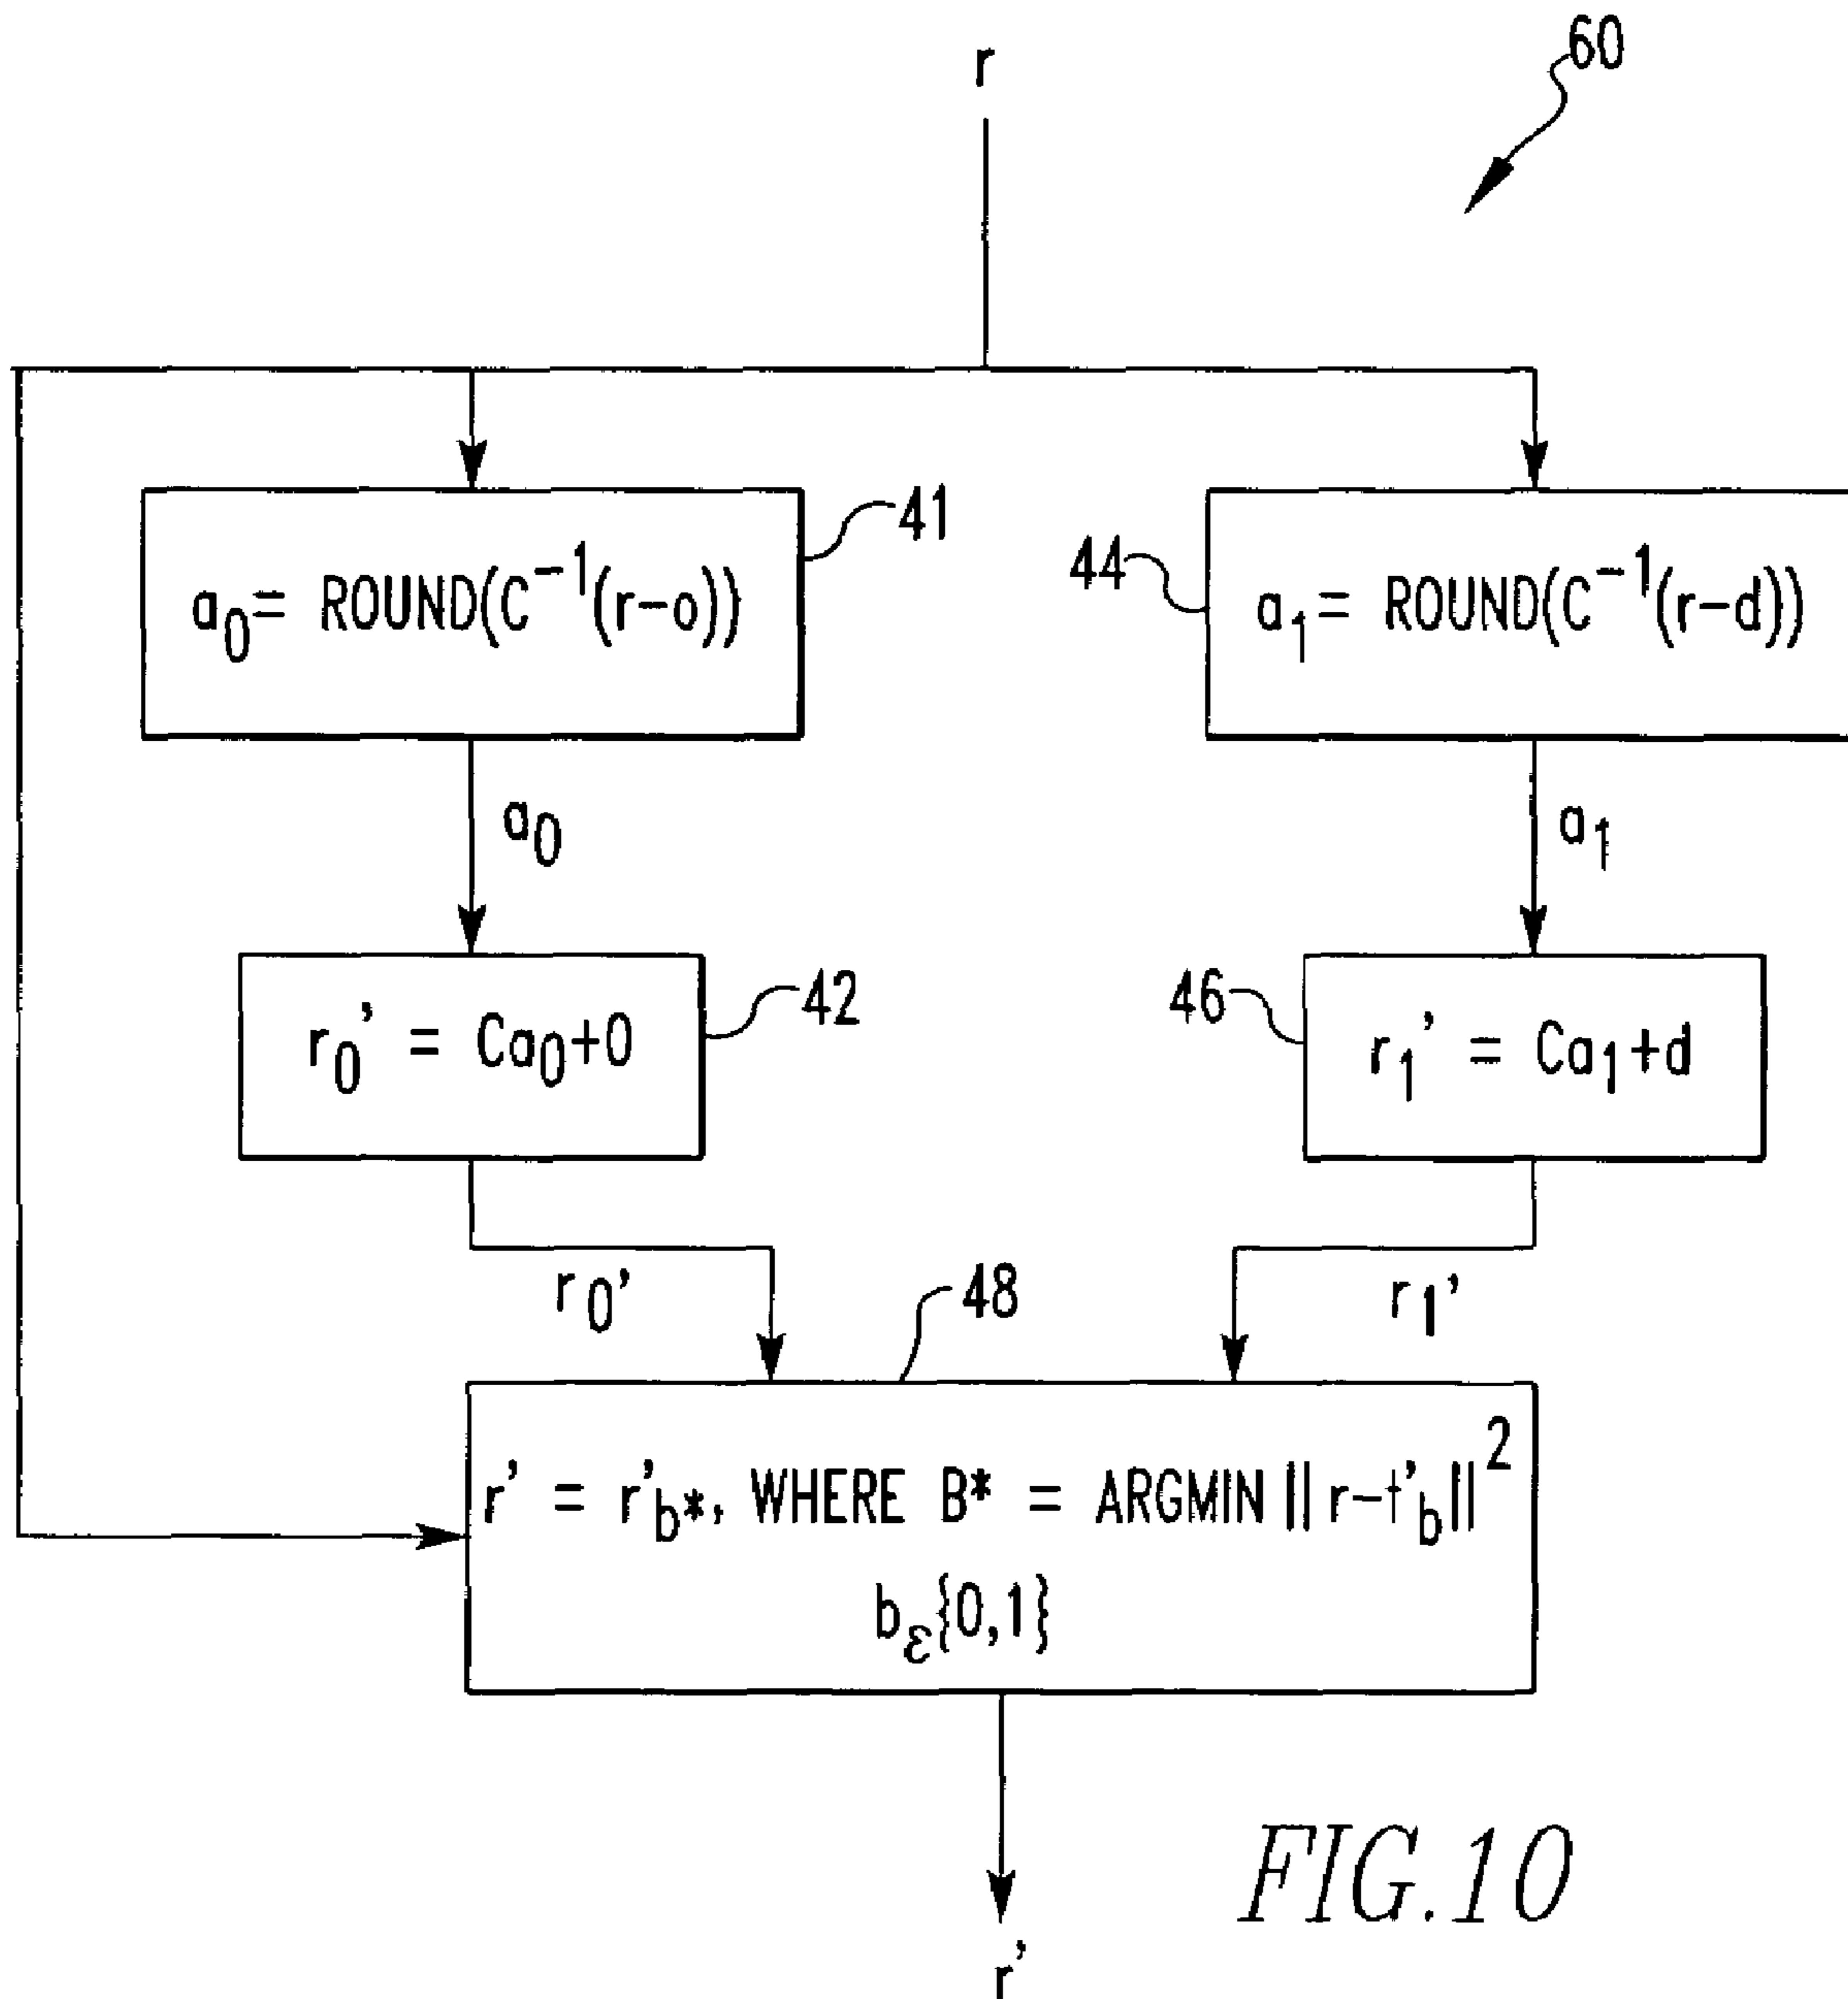 60
r
41
a₀= ROUND(C⁻¹(r-o))
44
a₁= ROUND(C⁻¹(r-d))
a₀
a₁
42
r₀' = Ca₀+0
46
r₁' = Ca₁+d
r₀'
48
r₁'
r' = r'b*, WHERE B* = ARGMIN || r-t'b ||²
bε{0,1}
FIG.10
r'